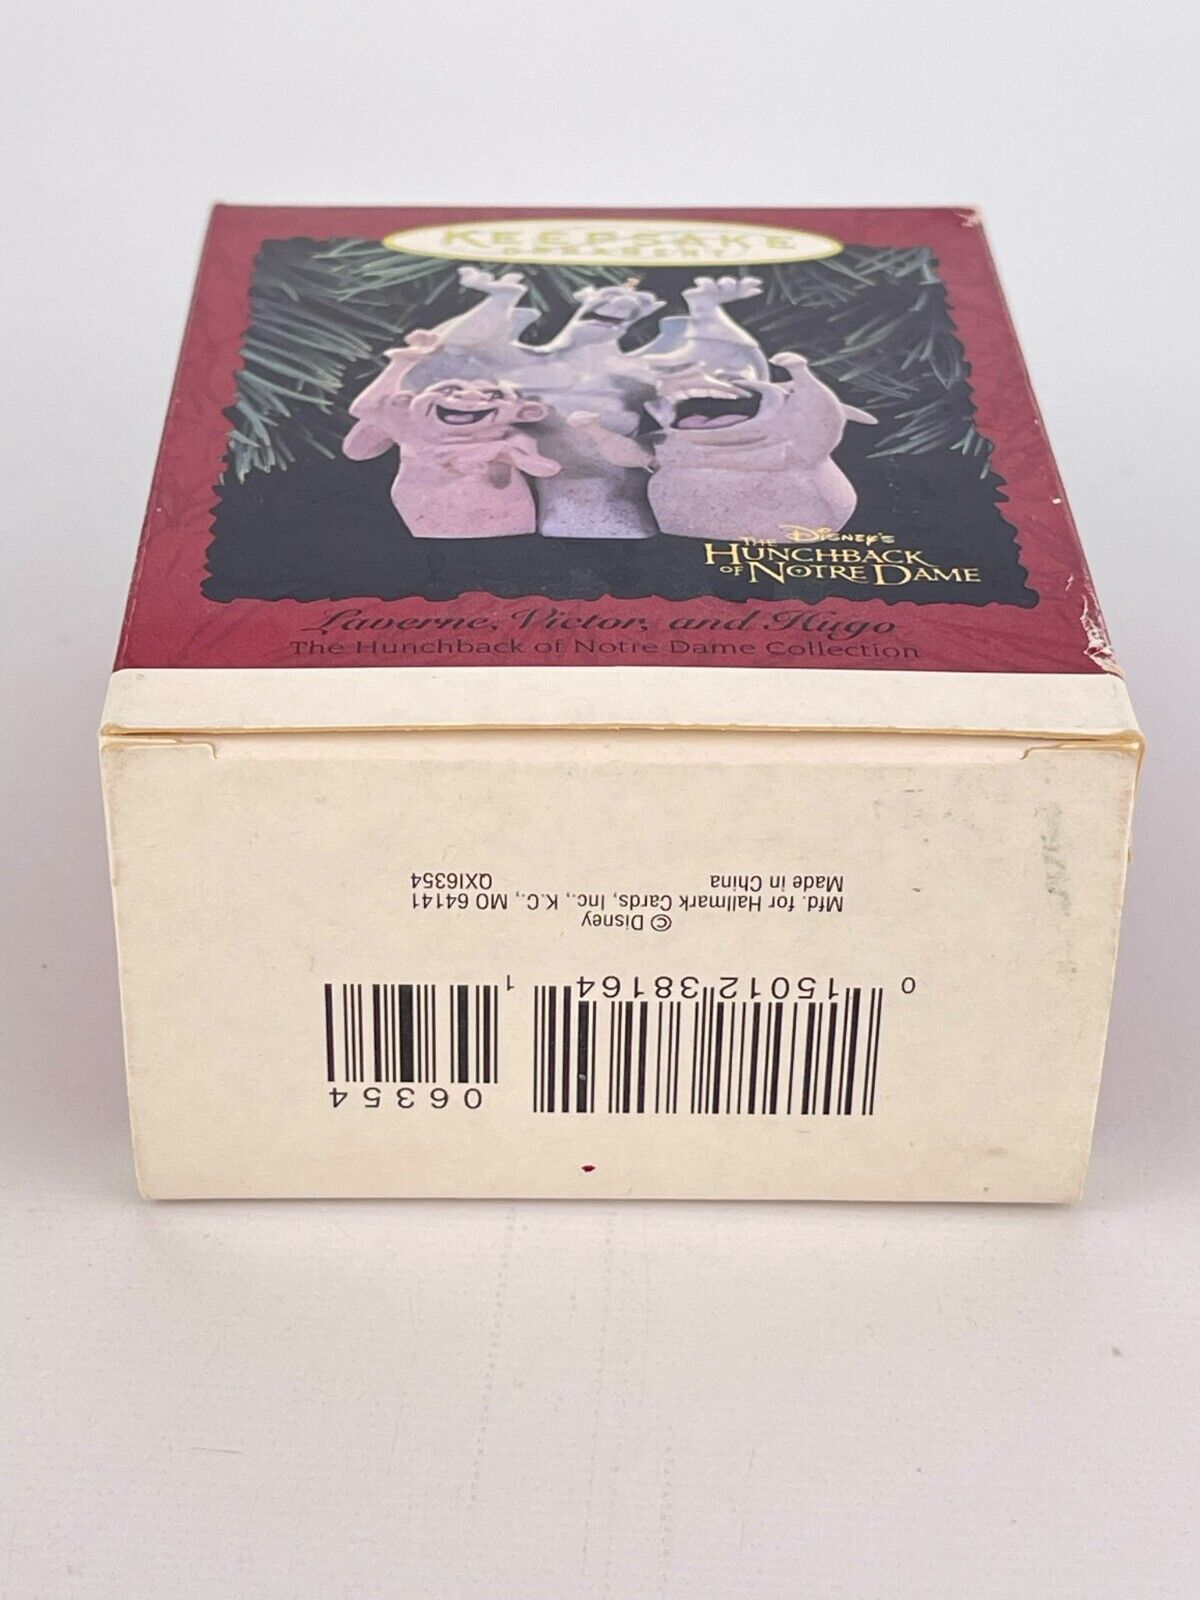 KEEPSAKE
ORNAMENT
Disney's
THE
HUNCHBACK
OF NOTRE DAME
Laverne, Victor, and Hugo
The Hunchback of Notre Dame Collection
06354
0 15012 38164 1
© Disney
Mfd. for Hallmark Cards, Inc., K.C., MO 64141
Made in China QXI6354